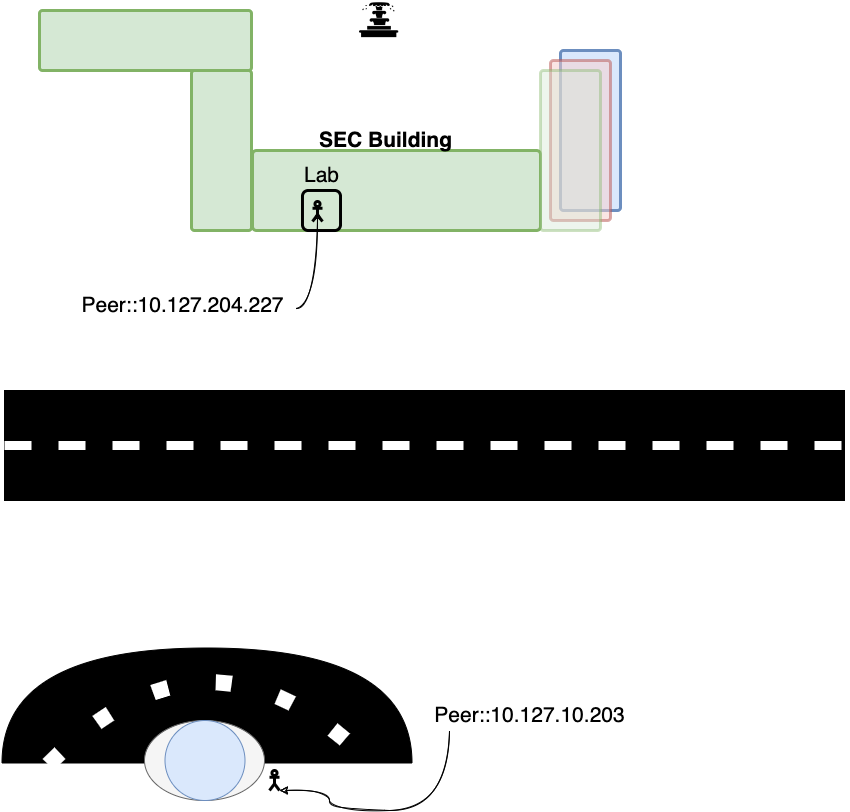 SEC Building
Lab
Peer::10.127.204.227
Peer::10.127.10.203